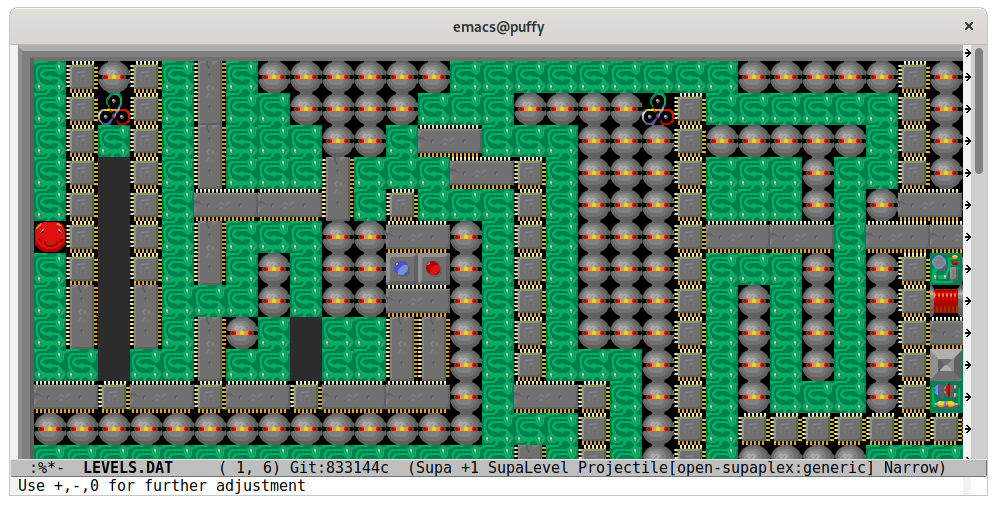 emacs@puffy ×
:%*-  LEVELS.DAT     ( 1, 6) Git:833144c  (Supa +1 SupaLevel Projectile[open-supaplex:generic] Narrow)
Use +,-,0 for further adjustment